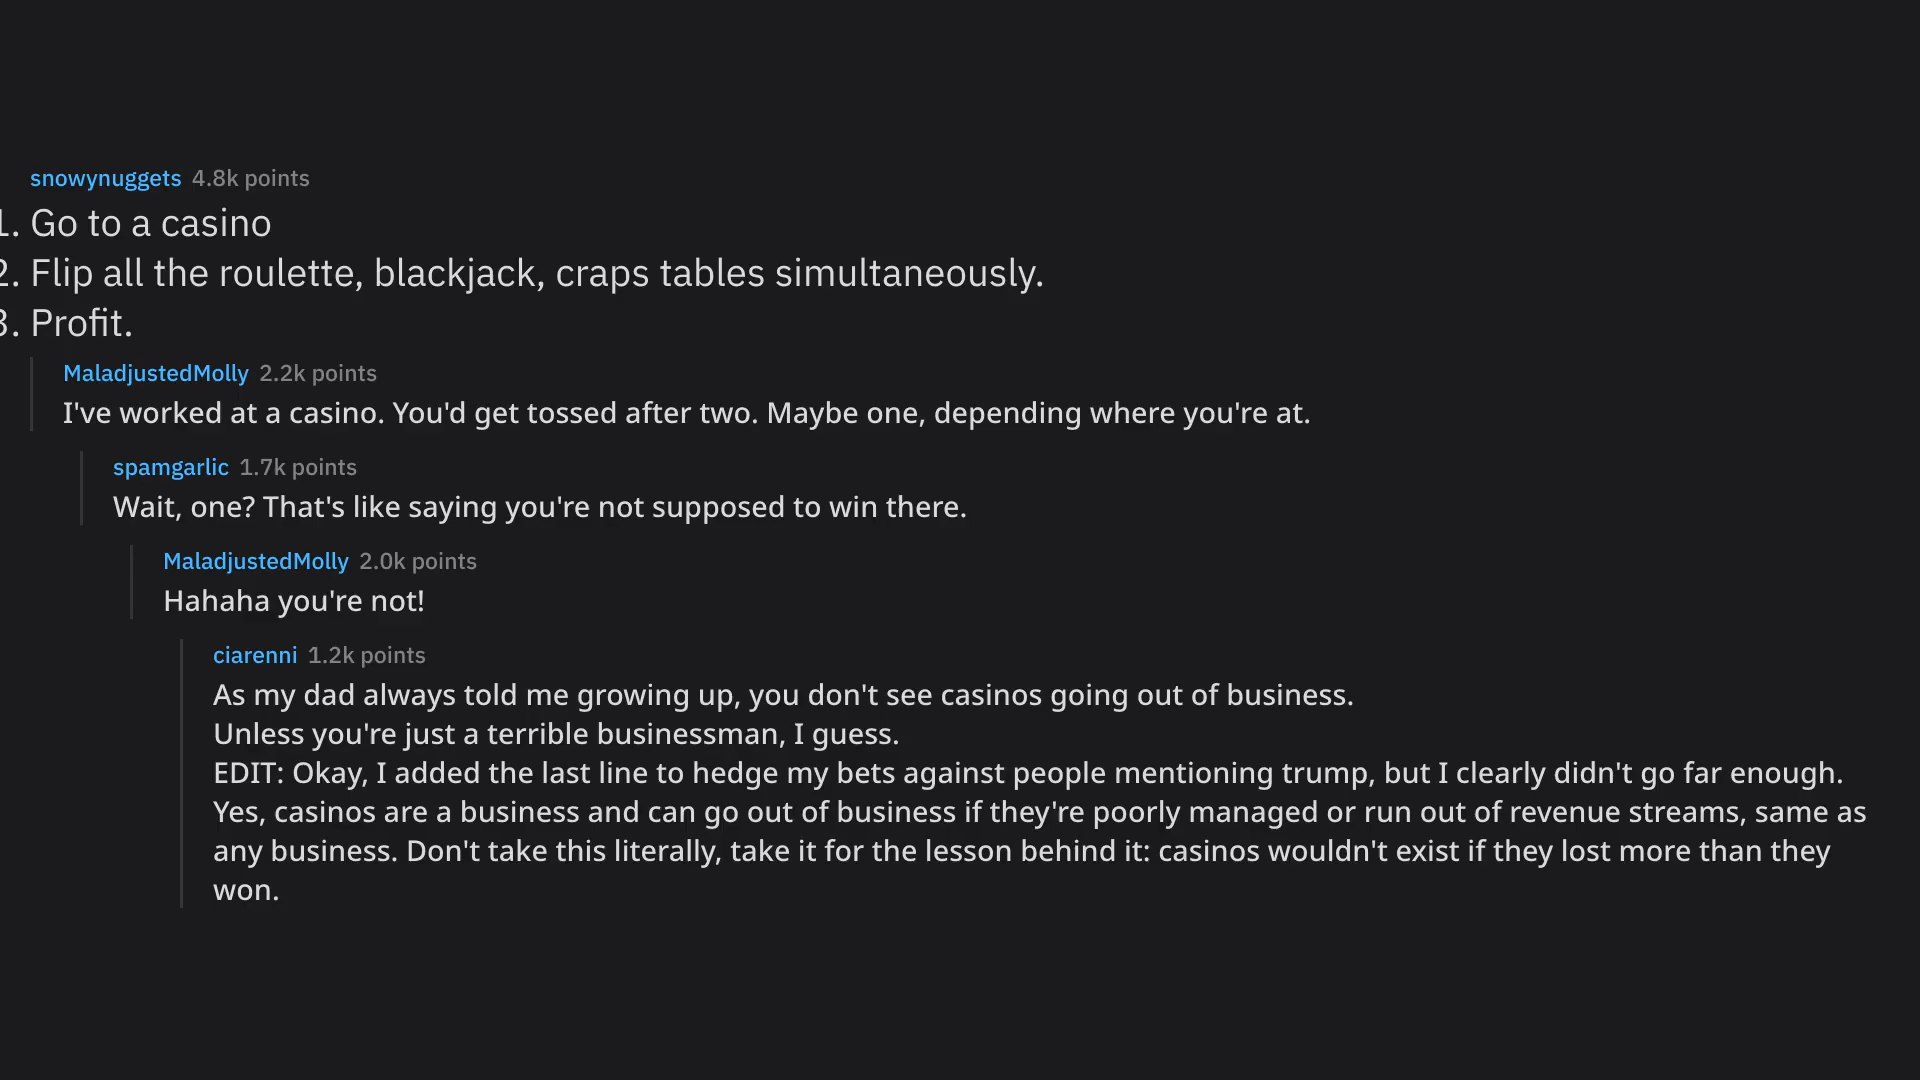 snowynuggets 4.8k points
1. Go to a casino
2. Flip all the roulette, blackjack, craps tables simultaneously.
3. Profit.
MaladjustedMolly 2.2k points
I've worked at a casino. You'd get tossed after two. Maybe one, depending where you're at.
spamgarlic 1.7k points
Wait, one? That's like saying you're not supposed to win there.
MaladjustedMolly 2.0k points
Hahaha you're not!
ciarenni 1.2k points
As my dad always told me growing up, you don't see casinos going out of business.
Unless you're just a terrible businessman, I guess.
EDIT: Okay, I added the last line to hedge my bets against people mentioning trump, but I clearly didn't go far enough.
Yes, casinos are a business and can go out of business if they're poorly managed or run out of revenue streams, same as
any business. Don't take this literally, take it for the lesson behind it: casinos wouldn't exist if they lost more than they
won.